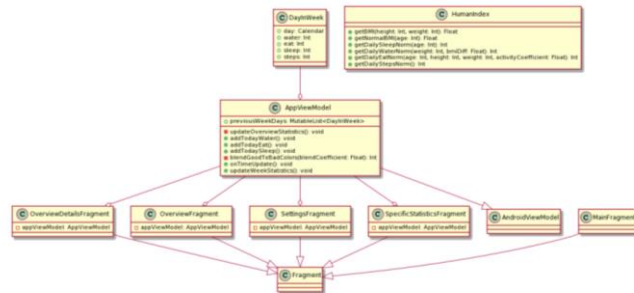 C DayInWeek
day: Calendar
water: Int
eat: Int
sleep: Int
steps: Int
C HumanIndex
getBMI(height: Int, weight: Int): Float
getNormalBMI(age: Int): Float
getDailySleepNorm(age: Int): Int
getDailyWaterNorm(weight: Int, bmiDiff: Float): Int
getDailyEatNorm(age: Int, height: Int, weight: Int, activityCoefficient: Float): Int
getDailyStepsNorm(): Int
C AppViewModel
previousWeekDays: MutableList<DayInWeek>
updateOverviewStatistics(): void
addTodayWater(): void
addTodayEat(): void
addTodaySleep(): void
blendGoodToBadColors(blendCoefficient: Float): Int
onTimeUpdate(): void
updateWeekStatistics(): void
C OverviewDetailsFragment
appViewModel: AppViewModel
C OverviewFragment
appViewModel: AppViewModel
C SettingsFragment
appViewModel: AppViewModel
C SpecificStatisticsFragment
appViewModel: AppViewModel
C AndroidViewModel
C MainFragment
C Fragment